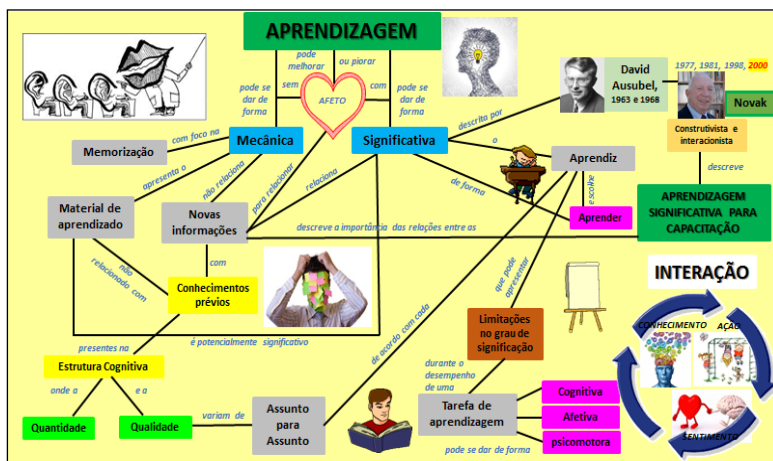 APRENDIZAGEM
pode
melhorar
ou piorar
sem
AFETO
com
pode se
dar de
forma
pode se
dar de
forma
David
Ausubel,
1963 e 1968
1977, 1981, 1998, 2000
Novak
Construtivista e
interacionista
descreve
APRENDIZAGEM
SIGNIFICATIVA PARA
CAPACITAÇÃO
Memorização
com foco na
Mecânica
Significativa
descrita por
o
Aprendiz
escolhe
Aprender
de forma
apresenta o
não relaciona
para relacionar
relaciona
Material de
aprendizado
Novas
informações
descreve a importância das relações entre as
não
relacionado com
com
Conhecimentos
prévios
presentes na
é potencialmente significativo
Estrutura Cognitiva
onde a
e a
Quantidade
Qualidade
variam de
Assunto
para
Assunto
de acordo com cada
que pode
apresentar
Limitações
no grau de
significação
durante o
desempenho
de uma
Tarefa de
aprendizagem
pode se dar de forma
Cognitiva
Afetiva
psicomotora
INTERAÇÃO
CONHECIMENTO
AÇÃO
SENTIMENTO